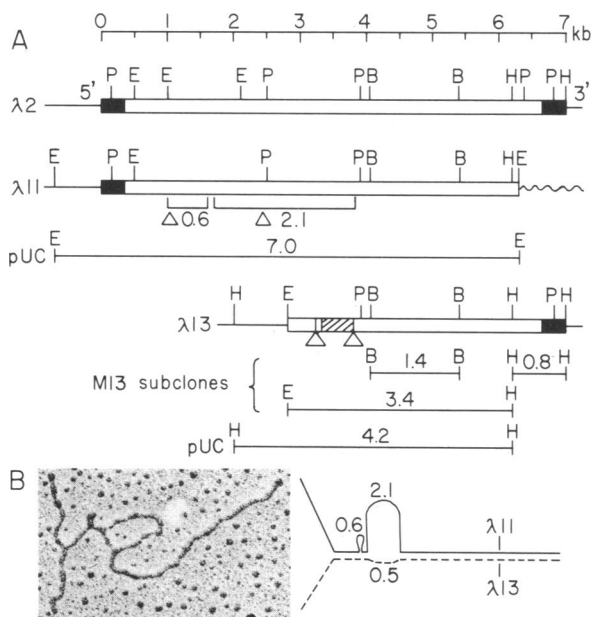 A
0 1 2 3 4 5 6 7 kb
5' P E E E P P B B H P P H 3'
λ2
E P E P P B B H E
λ11
△0.6 △2.1
E 7.0 E
pUC
H E P B B H P H
λ13
B 1.4 B H 0.8 H
M13 subclones
E 3.4 H
H 4.2 H
pUC
B
2.1
0.6
λ11
0.5
λ13